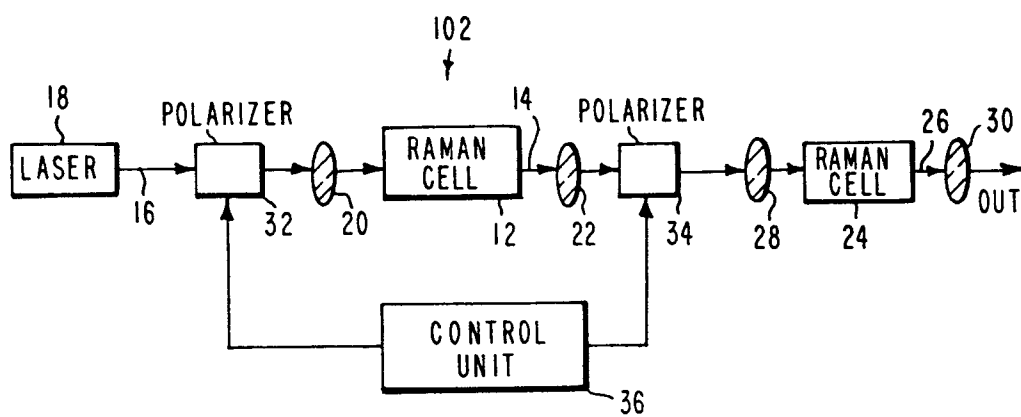 102
18
LASER
16
POLARIZER
32
20
RAMAN
CELL
12
14
22
POLARIZER
34
28
RAMAN
CELL
24
26
30
OUT
CONTROL
UNIT
36